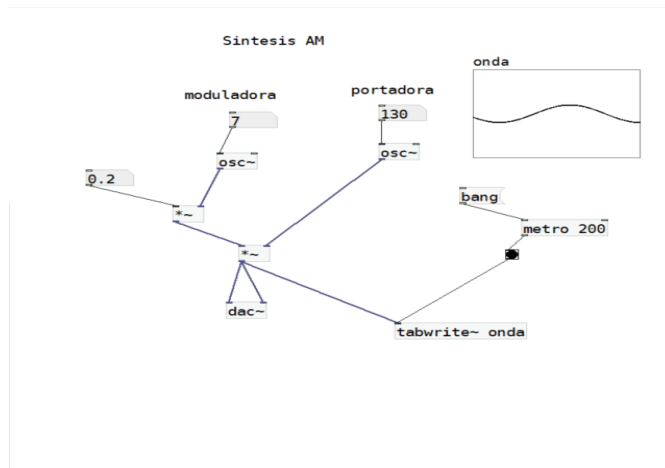 Sintesis AM
onda
moduladora
portadora
7
130
osc~
osc~
0.2
*~
bang
metro 200
*~
dac~
tabwrite~ onda